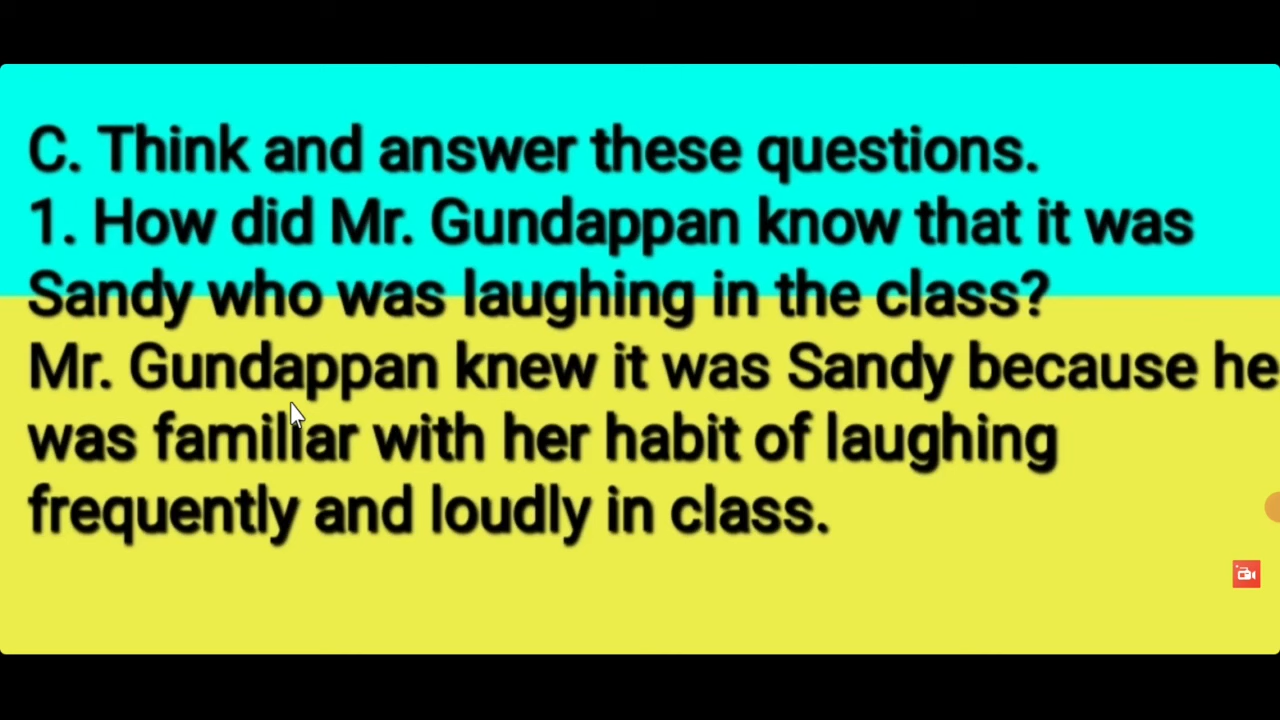 C. Think and answer these questions.
1. How did Mr. Gundappan know that it was
Sandy who was laughing in the class?
Mr. Gundappan knew it was Sandy because he
was familiar with her habit of laughing
frequently and loudly in class.